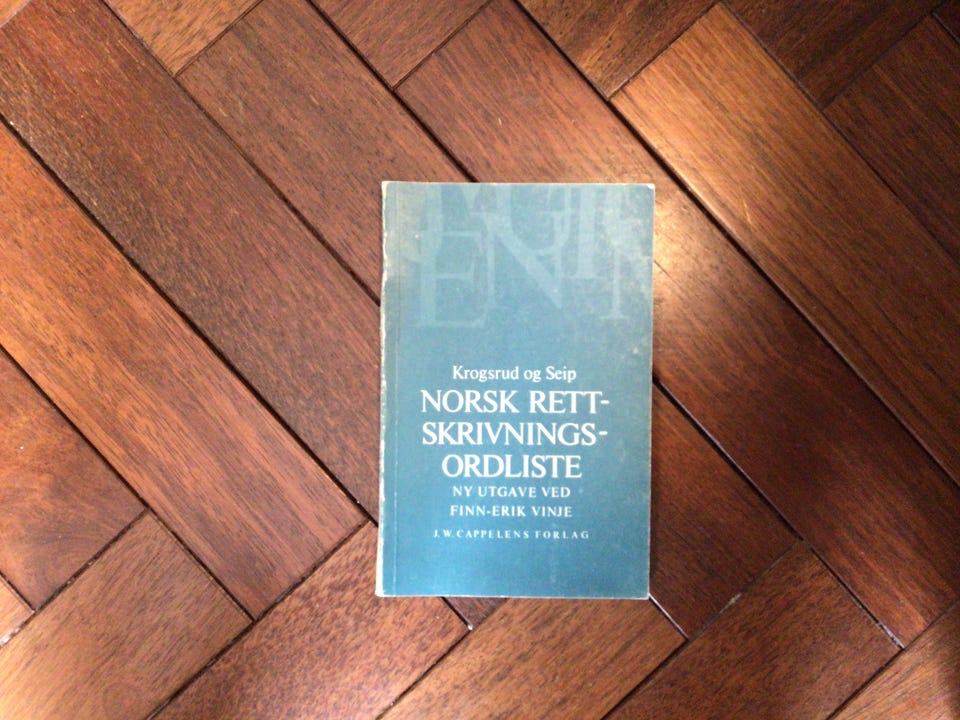 Krogsrud og Seip
NORSK RETT-
SKRIVNINGS-
ORDLISTE
NY UTGAVE VED
FINN-ERIK VINJE
J. W. CAPPELENS FORLAG